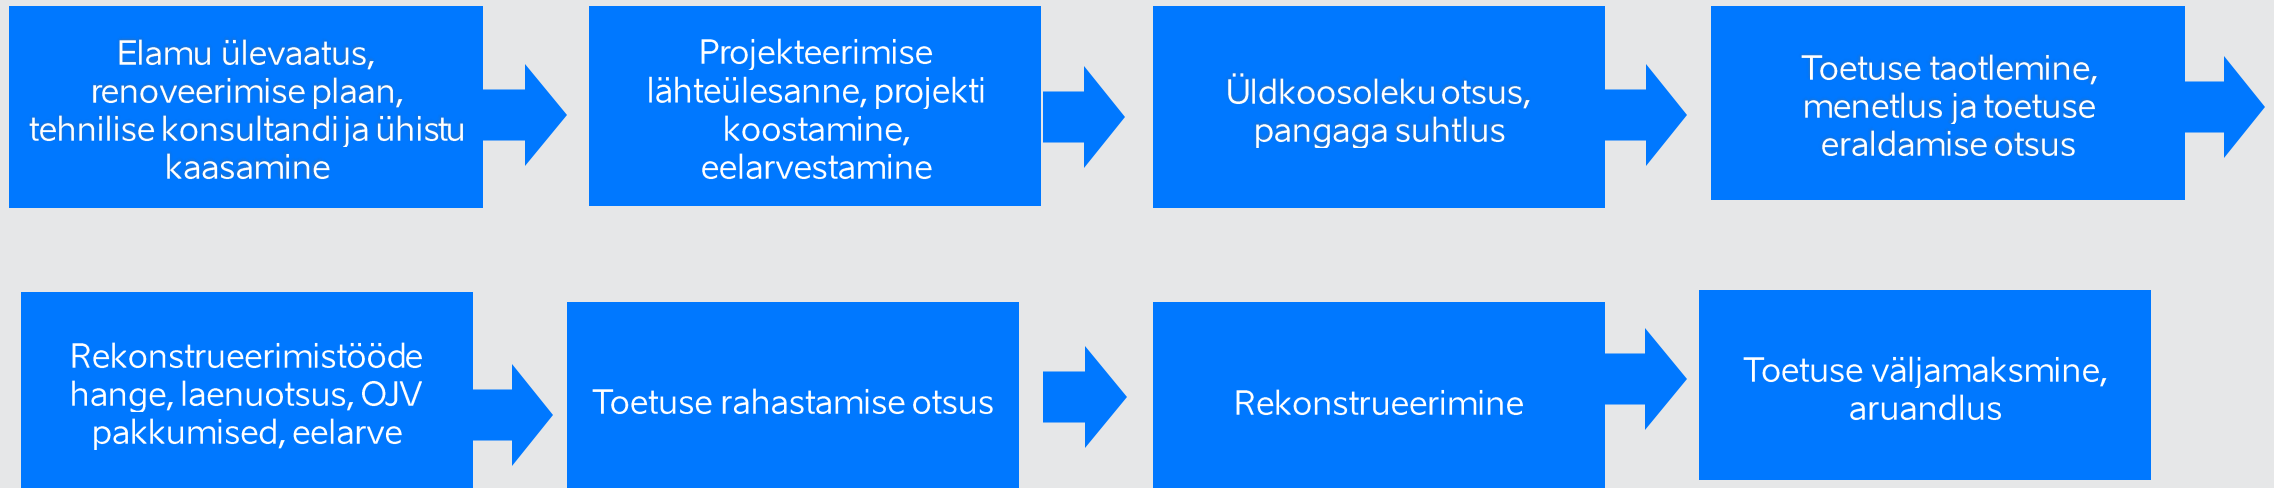 Elamu ülevaatus,
renoveerimise plaan,
tehnilise konsultandi ja ühistu
kaasamine
Projekteerimise
lähteülesanne, projekti
koostamine,
eelarvestamine
Üldkoosoleku otsus,
pangaga suhtlus
Toetuse taotlemine,
menetlus ja toetuse
eraldamise otsus
Rekonstrueerimistööde
hange, laenuotsus, OJV
pakkumised, eelarve
Toetuse rahastamise otsus
Rekonstrueerimine
Toetuse väljamaksmine,
aruandlus